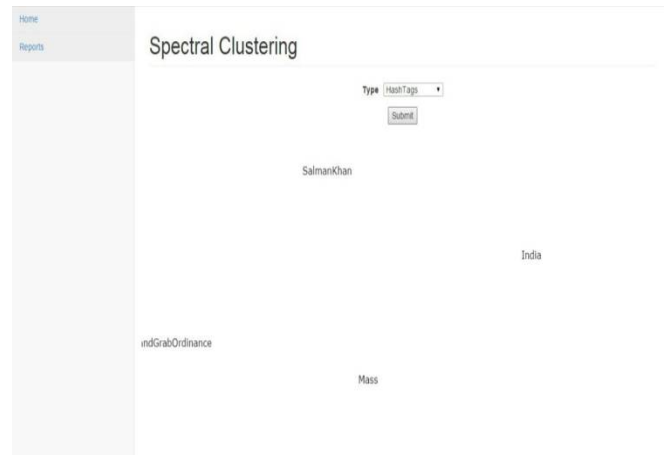 Home
Reports
Spectral Clustering
Type HashTags
Submit
SalmanKhan
India
ndGrabOrdinance
Mass